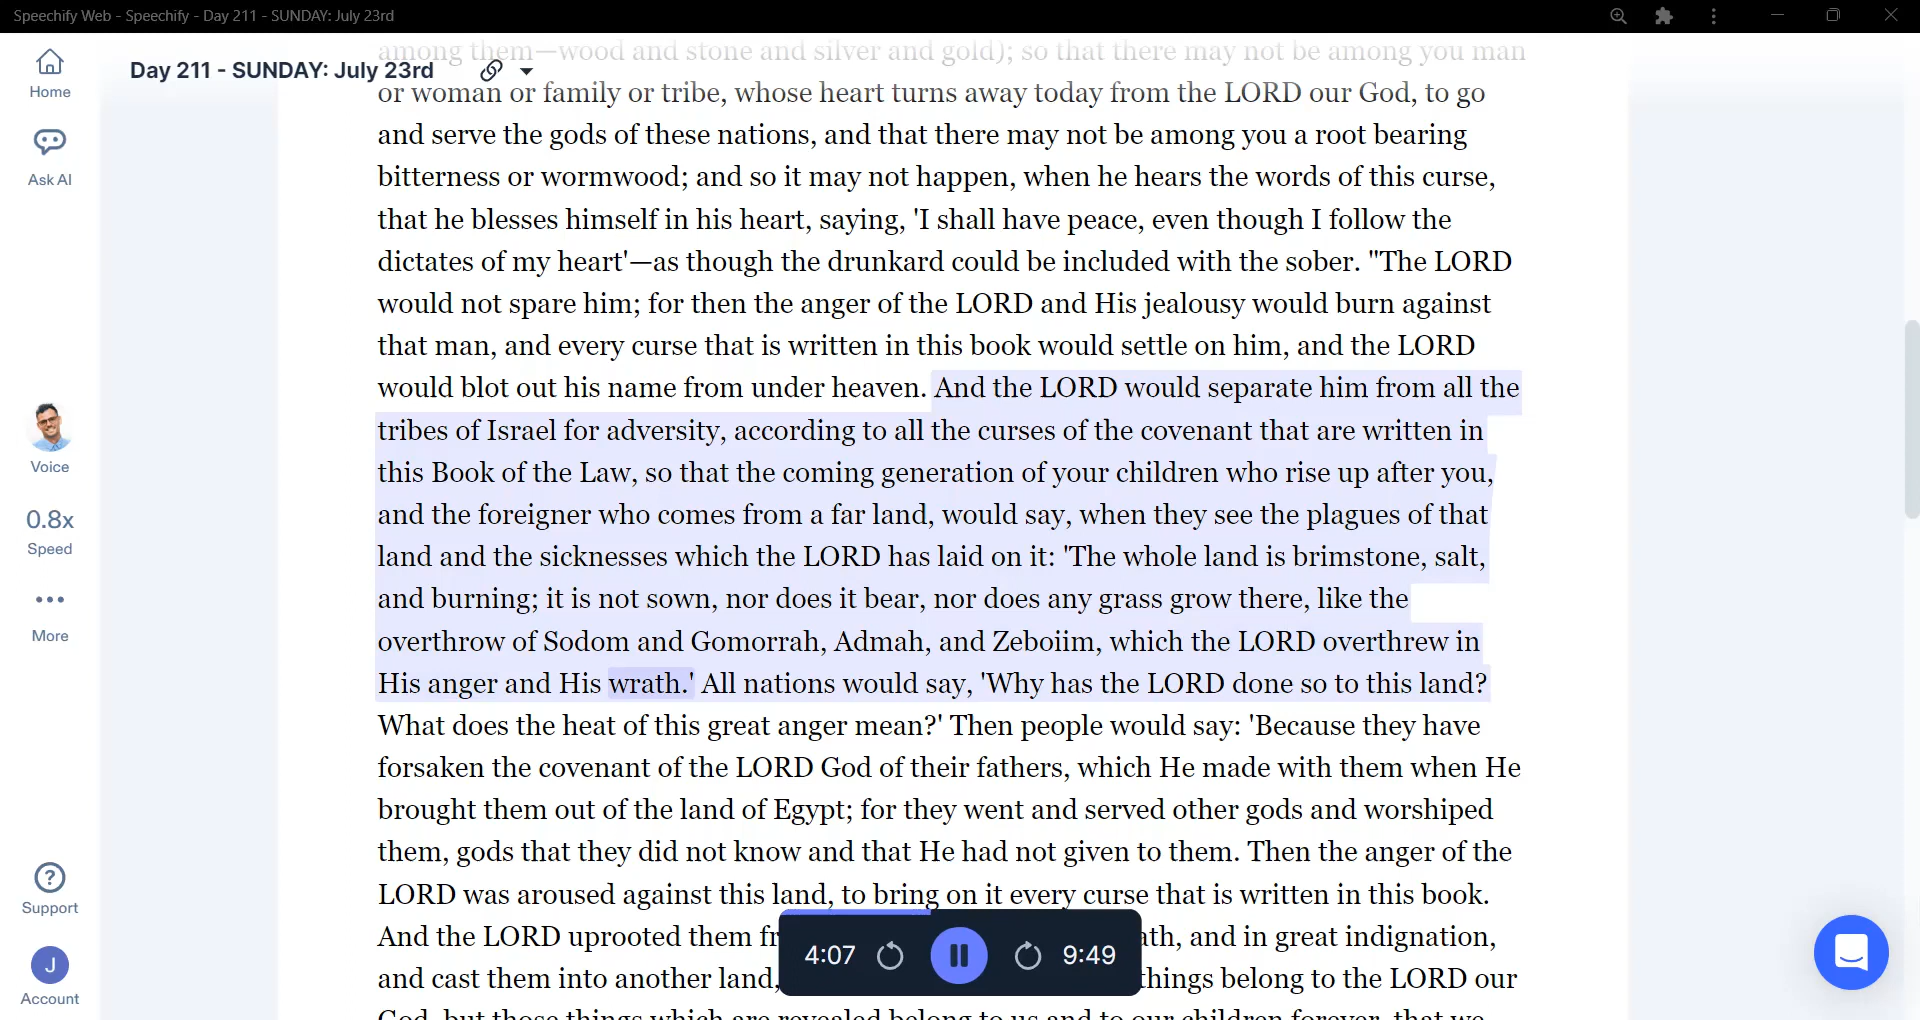 Speechify Web - Speechify - Day 211 - SUNDAY: July 23rd
Home
Ask AI
Voice
0.8x
Speed
More
Support
J
Account
Day 211 - SUNDAY: July 23rd
among them—wood and stone and silver and gold); so that there may not be among you man
or woman or family or tribe, whose heart turns away today from the LORD our God, to go
and serve the gods of these nations, and that there may not be among you a root bearing
bitterness or wormwood; and so it may not happen, when he hears the words of this curse,
that he blesses himself in his heart, saying, 'I shall have peace, even though I follow the
dictates of my heart'—as though the drunkard could be included with the sober. "The LORD
would not spare him; for then the anger of the LORD and His jealousy would burn against
that man, and every curse that is written in this book would settle on him, and the LORD
would blot out his name from under heaven. And the LORD would separate him from all the
tribes of Israel for adversity, according to all the curses of the covenant that are written in
this Book of the Law, so that the coming generation of your children who rise up after you,
and the foreigner who comes from a far land, would say, when they see the plagues of that
land and the sicknesses which the LORD has laid on it: 'The whole land is brimstone, salt,
and burning; it is not sown, nor does it bear, nor does any grass grow there, like the
overthrow of Sodom and Gomorrah, Admah, and Zeboiim, which the LORD overthrew in
His anger and His wrath.' All nations would say, 'Why has the LORD done so to this land?
What does the heat of this great anger mean?' Then people would say: 'Because they have
forsaken the covenant of the LORD God of their fathers, which He made with them when He
brought them out of the land of Egypt; for they went and served other gods and worshiped
them, gods that they did not know and that He had not given to them. Then the anger of the
LORD was aroused against this land, to bring on it every curse that is written in this book.
And the LORD uprooted them fr ath, and in great indignation,
and cast them into another land, things belong to the LORD our
God, but those things which are revealed belong to us and to our children forever, that we
4:07
9:49